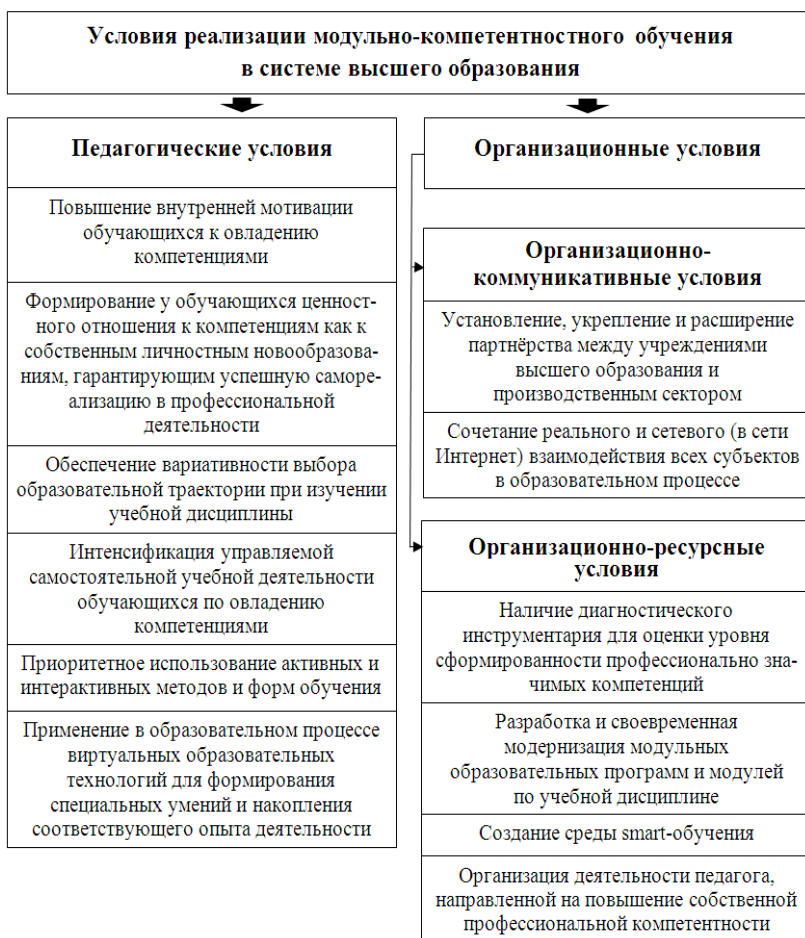 Условия реализации модульно-компетентностного обучения
в системе высшего образования
Педагогические условия
Повышение внутренней мотивации
обучающихся к овладению
компетенциями
Формирование у обучающихся ценност-
ного отношения к компетенциям как к
собственным личностным новообразова-
ниям, гарантирующим успешную саморе-
ализацию в профессиональной
деятельности
Обеспечение вариативности выбора
образовательной траектории при изучении
учебной дисциплины
Интенсификация управляемой
самостоятельной учебной деятельности
обучающихся по овладению
компетенциями
Приоритетное использование активных и
интерактивных методов и форм обучения
Применение в образовательном процессе
виртуальных образовательных
технологий для формирования
специальных умений и накопления
соответствующего опыта деятельности
Организационные условия
Организационно-
коммуникативные условия
Установление, укрепление и расширение
партнёрства между учреждениями
высшего образования и
производственным сектором
Сочетание реального и сетевого (в сети
Интернет) взаимодействия всех субъектов
в образовательном процессе
Организационно-ресурсные
условия
Наличие диагностического
инструментария для оценки уровня
сформированности профессионально зна-
чимых компетенций
Разработка и своевременная
модернизация модульных
образовательных программ и модулей
по учебной дисциплине
Создание среды smart-обучения
Организация деятельности педагога,
направленной на повышение собственной
профессиональной компетентности